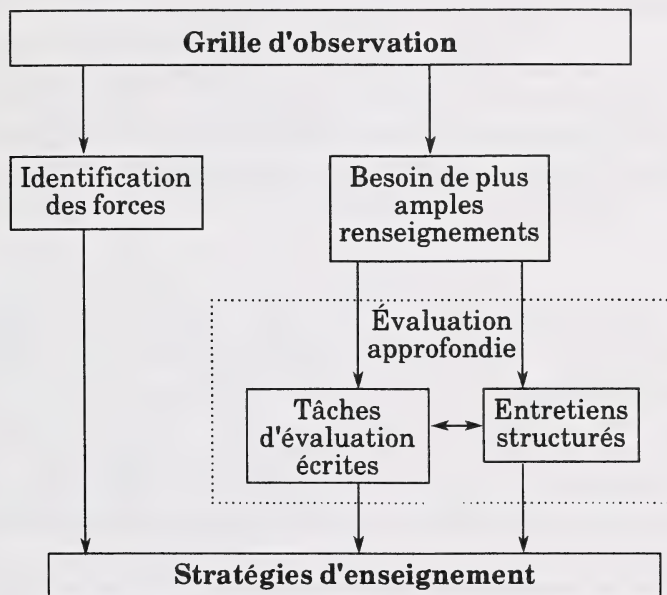 Grille d'observation
Identification
des forces
Besoin de plus
amples
renseignements
Évaluation
approfondie
Tâches
d'évaluation
écrites
Entretiens
structurés
Stratégies d'enseignement